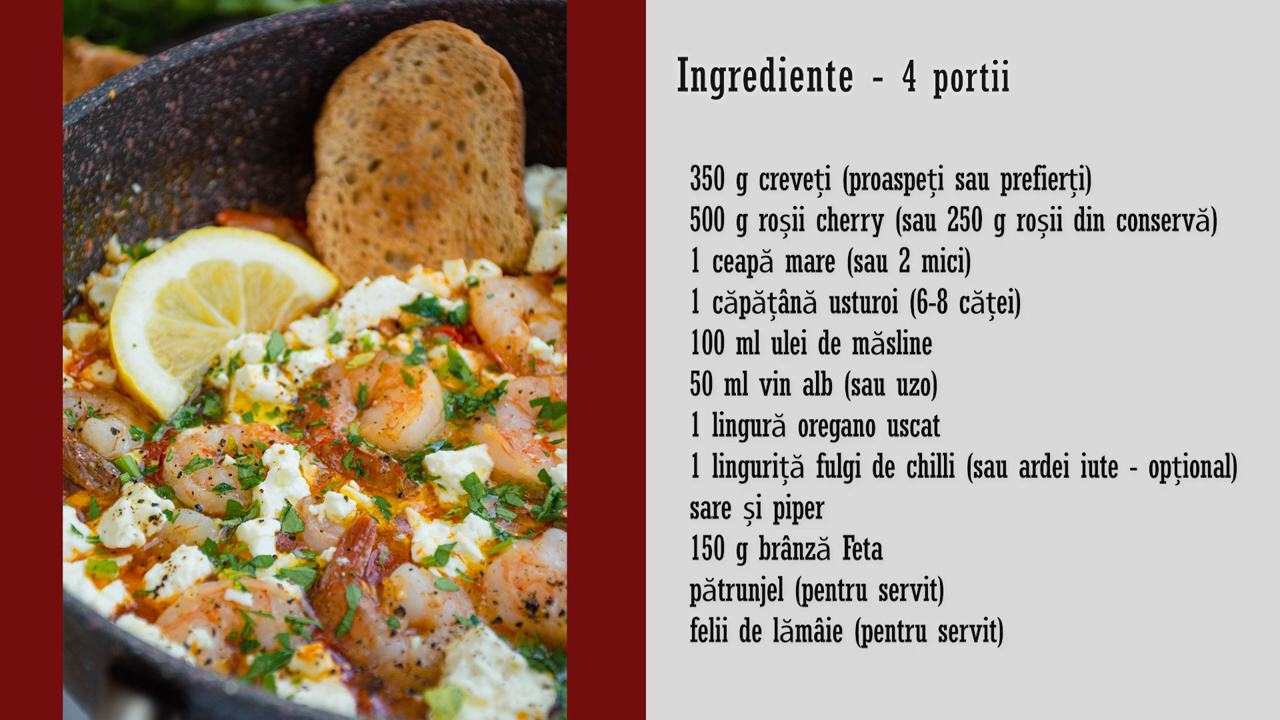 Ingrediente - 4 portii
350 g creveți (proaspeți sau prefierți)
500 g roșii cherry (sau 250 g roșii din conservă)
1 ceapă mare (sau 2 mici)
1 căpățână usturoi (6-8 căței)
100 ml ulei de măsline
50 ml vin alb (sau uzo)
1 lingură oregano uscat
1 linguriță fulgi de chilli (sau ardei iute - opțional)
sare și piper
150 g brânză Feta
pătrunjel (pentru servit)
felii de lămâie (pentru servit)